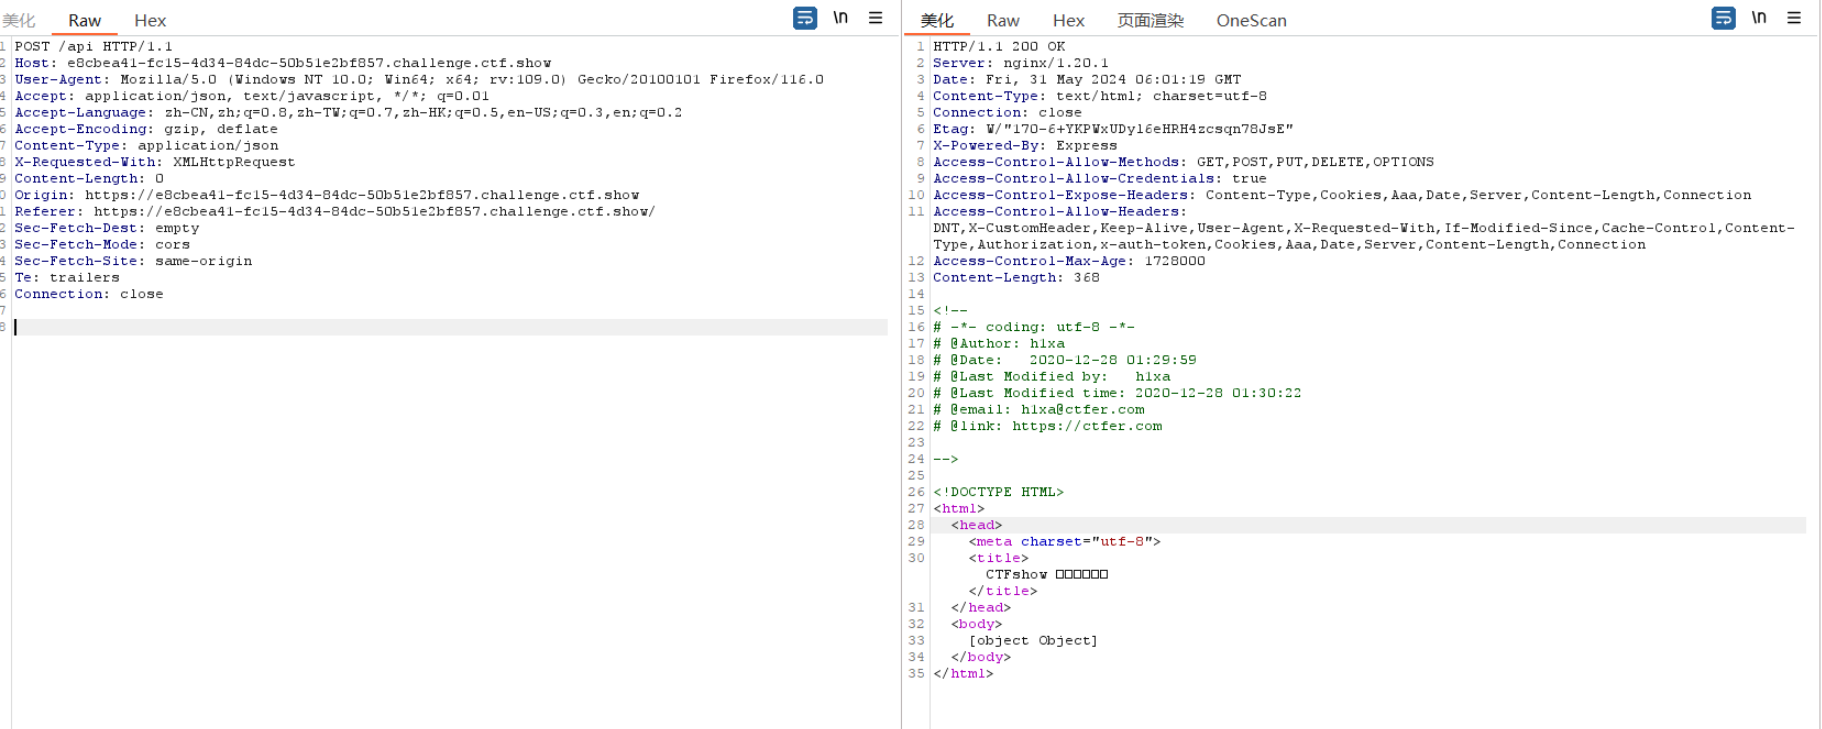 美化 Raw Hex \n
1 POST /api HTTP/1.1
2 Host: e8cbea41-fc15-4d34-84dc-50b51e2bf857.challenge.ctf.show
3 User-Agent: Mozilla/5.0 (Windows NT 10.0; Win64; x64; rv:109.0) Gecko/20100101 Firefox/116.0
4 Accept: application/json, text/javascript, */*; q=0.01
5 Accept-Language: zh-CN,zh;q=0.8,zh-TW;q=0.7,zh-HK;q=0.5,en-US;q=0.3,en;q=0.2
6 Accept-Encoding: gzip, deflate
7 Content-Type: application/json
8 X-Requested-With: XMLHttpRequest
9 Content-Length: 0
0 Origin: https://e8cbea41-fc15-4d34-84dc-50b51e2bf857.challenge.ctf.show
1 Referer: https://e8cbea41-fc15-4d34-84dc-50b51e2bf857.challenge.ctf.show/
2 Sec-Fetch-Dest: empty
3 Sec-Fetch-Mode: cors
4 Sec-Fetch-Site: same-origin
5 Te: trailers
6 Connection: close
7
8
美化 Raw Hex 页面渲染 OneScan \n
1 HTTP/1.1 200 OK
2 Server: nginx/1.20.1
3 Date: Fri, 31 May 2024 06:01:19 GMT
4 Content-Type: text/html; charset=utf-8
5 Connection: close
6 Etag: W/"170-6+YKPWxUDyl6eHRH4zcsqn78JsE"
7 X-Powered-By: Express
8 Access-Control-Allow-Methods: GET,POST,PUT,DELETE,OPTIONS
9 Access-Control-Allow-Credentials: true
10 Access-Control-Expose-Headers: Content-Type,Cookies,Aaa,Date,Server,Content-Length,Connection
11 Access-Control-Allow-Headers:
DNT,X-CustomHeader,Keep-Alive,User-Agent,X-Requested-With,If-Modified-Since,Cache-Control,Content-
Type,Authorization,x-auth-token,Cookies,Aaa,Date,Server,Content-Length,Connection
12 Access-Control-Max-Age: 1728000
13 Content-Length: 368
14
15 <!--
16 # -*- coding: utf-8 -*-
17 # @Author: h1xa
18 # @Date:   2020-12-28 01:29:59
19 # @Last Modified by:   h1xa
20 # @Last Modified time: 2020-12-28 01:30:22
21 # @email: h1xa@ctfer.com
22 # @link: https://ctfer.com
23
24 -->
25
26 <!DOCTYPE HTML>
27 <html>
28 <head>
29 <meta charset="utf-8">
30 <title>
CTFshow □□□□□□
</title>
31 </head>
32 <body>
33 [object Object]
34 </body>
35 </html>